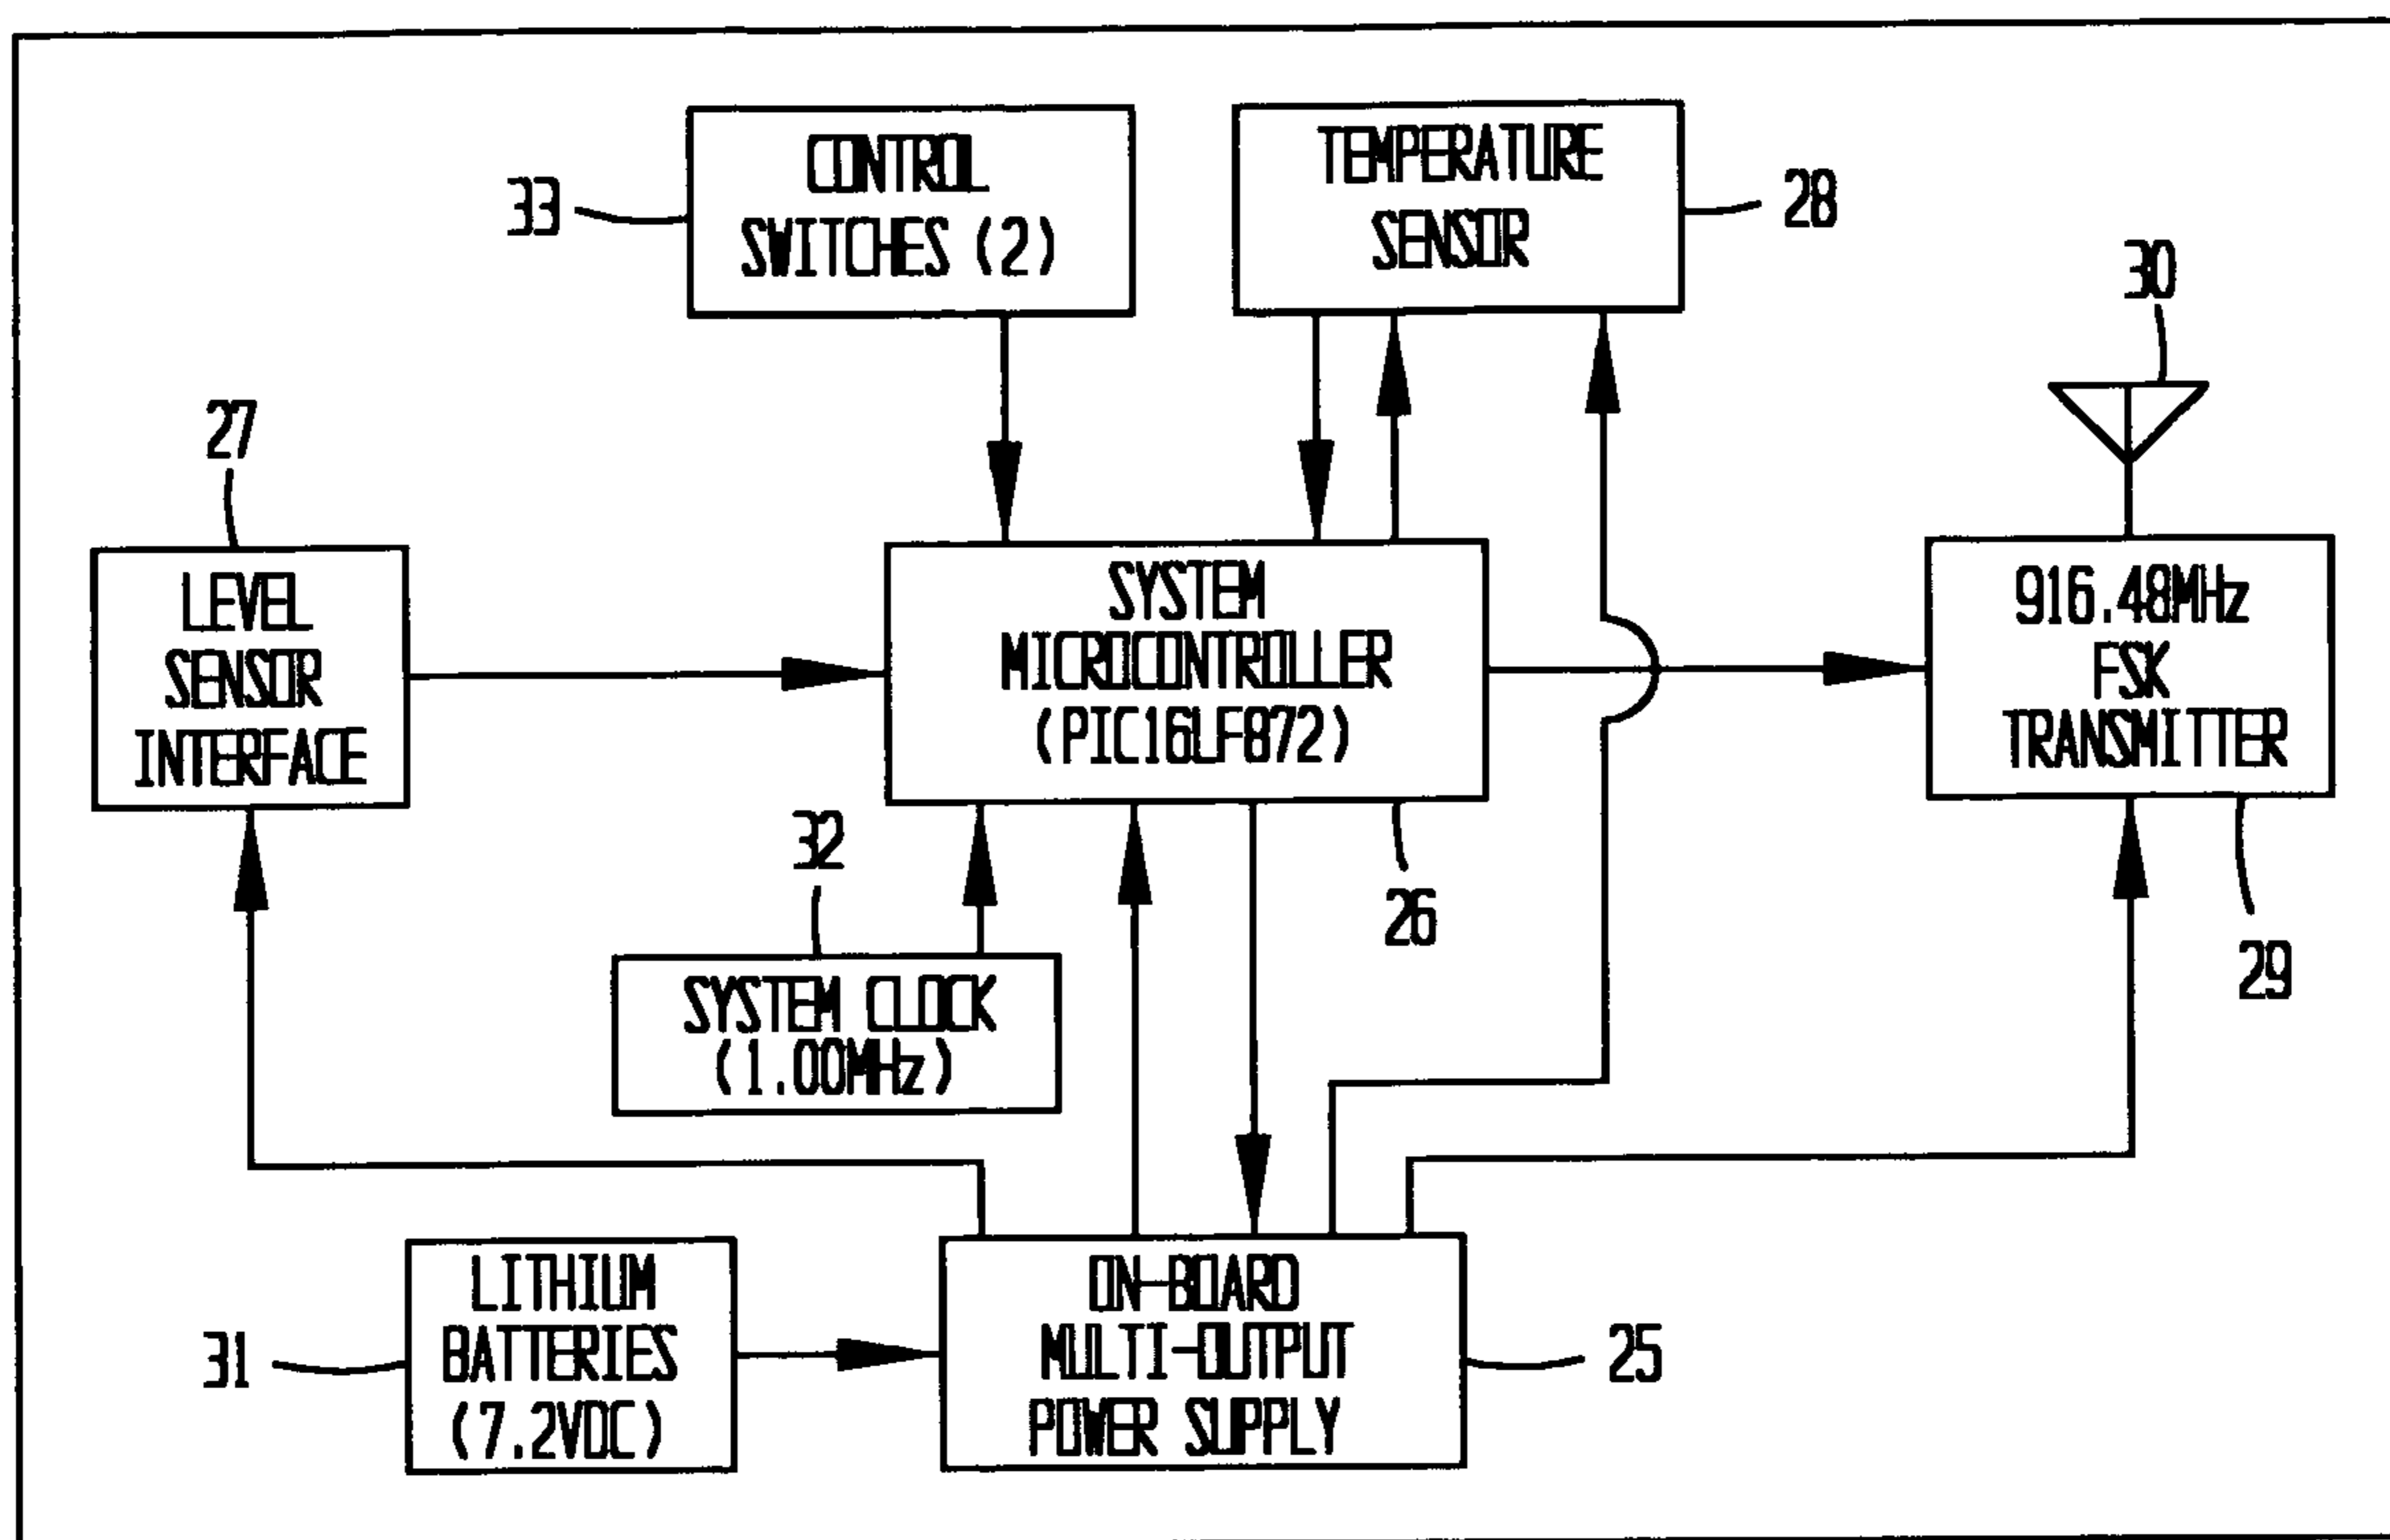 CONTROL
SWITCHES (2)
33
TEMPERATURE
SENSOR
28
30
27
LEVEL
SENSOR
INTERFACE
SYSTEM
MICROCONTROLLER
(PIC16LF872)
916.48MHz
FSK
TRANSMITTER
32
26
29
SYSTEM CLOCK
(1.00MHz)
31
LITHIUM
BATTERIES
(7.2VDC)
ON-BOARD
MULTI-OUTPUT
POWER SUPPLY
25